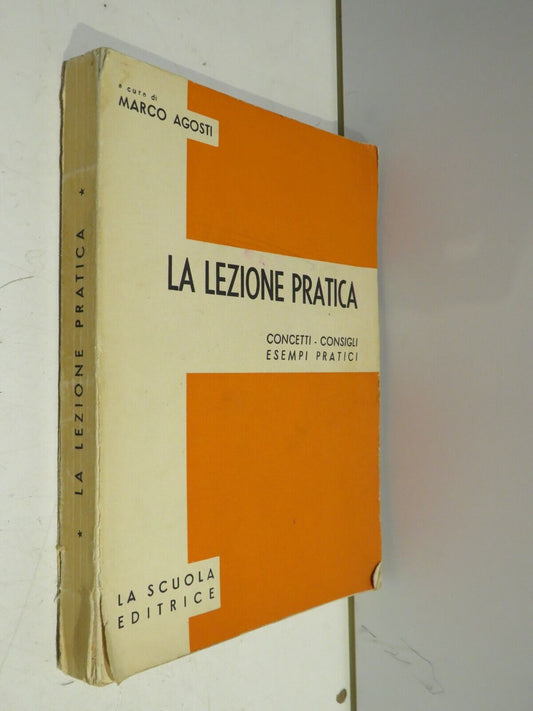 a cura di
MARCO AGOSTI
LA LEZIONE PRATICA
CONCETTI - CONSIGLI
ESEMPI PRATICI
LA SCUOLA
EDITRICE
* LA LEZIONE PRATICA *